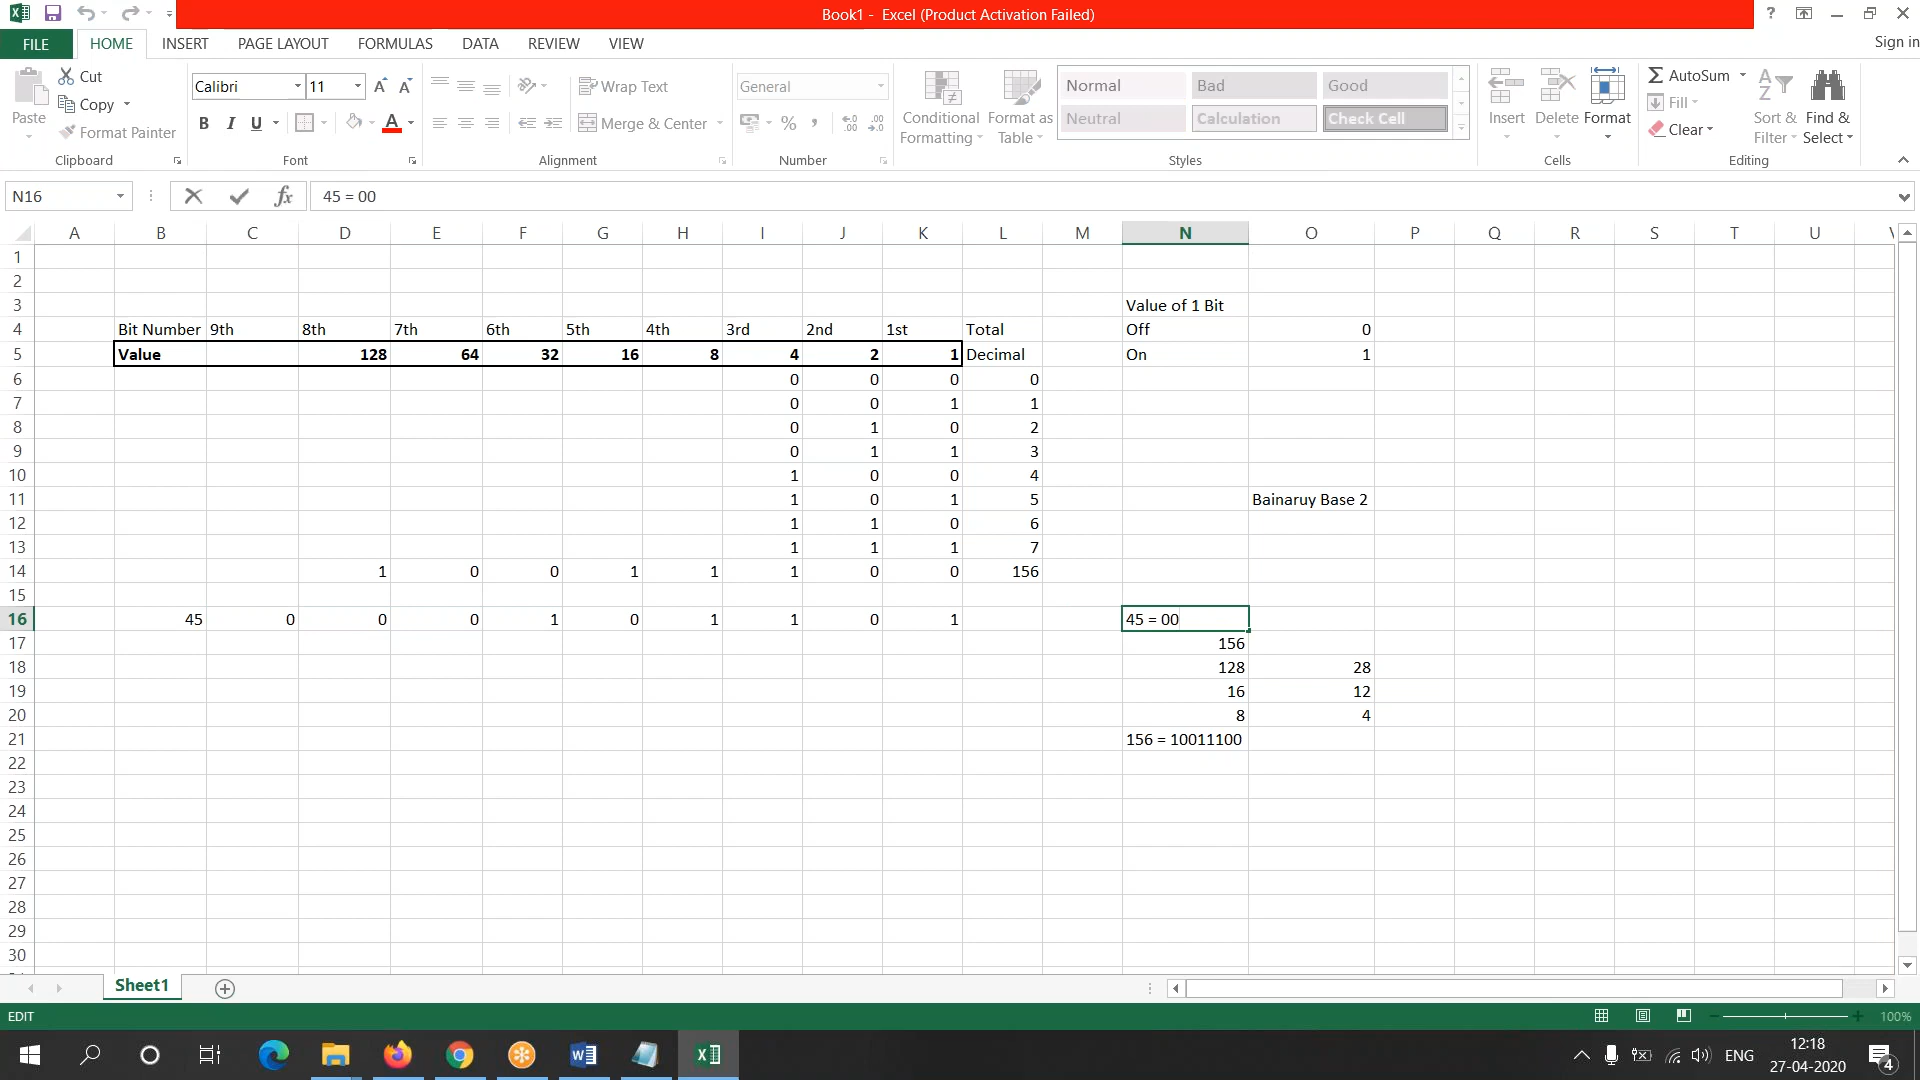 Book1 - Excel (Product Activation Failed)
FILE HOME INSERT PAGE LAYOUT FORMULAS DATA REVIEW VIEW Sign in
Paste Cut Copy Format Painter
Clipboard
Calibri 11
B I U A
Font
Wrap Text
Merge & Center
Alignment
General
%
Number
Conditional Formatting
Format as Table
Normal Bad Good
Neutral Calculation Check Cell
Styles
Insert Delete Format
Cells
AutoSum
Fill
Clear
Sort & Filter
Find & Select
Editing
N16 fx 45 = 00
A B C D E F G H I J K L M N O P Q R S T U
1
2
3 Value of 1 Bit
4 Bit Number 9th 8th 7th 6th 5th 4th 3rd 2nd 1st Total Off 0
5 Value 128 64 32 16 8 4 2 1 Decimal On 1
6 0 0 0 0
7 0 0 1 1
8 0 1 0 2
9 0 1 1 3
10 1 0 0 4
11 1 0 1 5 Bainaruy Base 2
12 1 1 0 6
13 1 1 1 7
14 1 0 0 1 1 1 0 0 156
15
16 45 0 0 0 1 0 1 1 0 1 45 = 00
17 156
18 128 28
19 16 12
20 8 4
21 156 = 10011100
22
23
24
25
26
27
28
29
30
Sheet1
EDIT 100%
ENG 12:18
27-04-2020 4